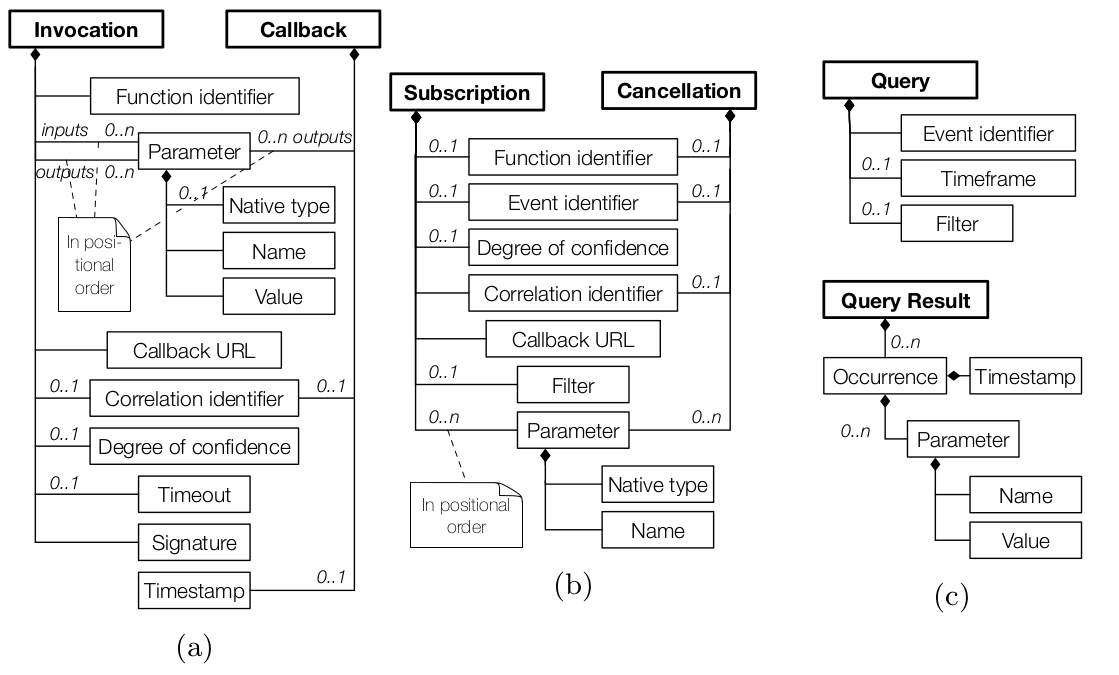 Invocation
Callback
Function identifier
inputs 0..n
0..n outputs
Parameter
outputs 0..n
0..1
Native type
Name
Value
In posi-
tional
order
Callback URL
0..1
Correlation identifier
0..1
0..1
Degree of confidence
0..1
Timeout
Signature
0..1
Timestamp
(a)
Subscription
Cancellation
0..1
Function identifier
0..1
0..1
Event identifier
0..1
0..1
Degree of confidence
Correlation identifier
0..1
Callback URL
0..1
Filter
0..n
Parameter
0..n
Native type
Name
In positional
order
(b)
Query
Event identifier
0..1
Timeframe
0..1
Filter
Query Result
0..n
Occurrence
Timestamp
0..n
Parameter
Name
Value
(c)